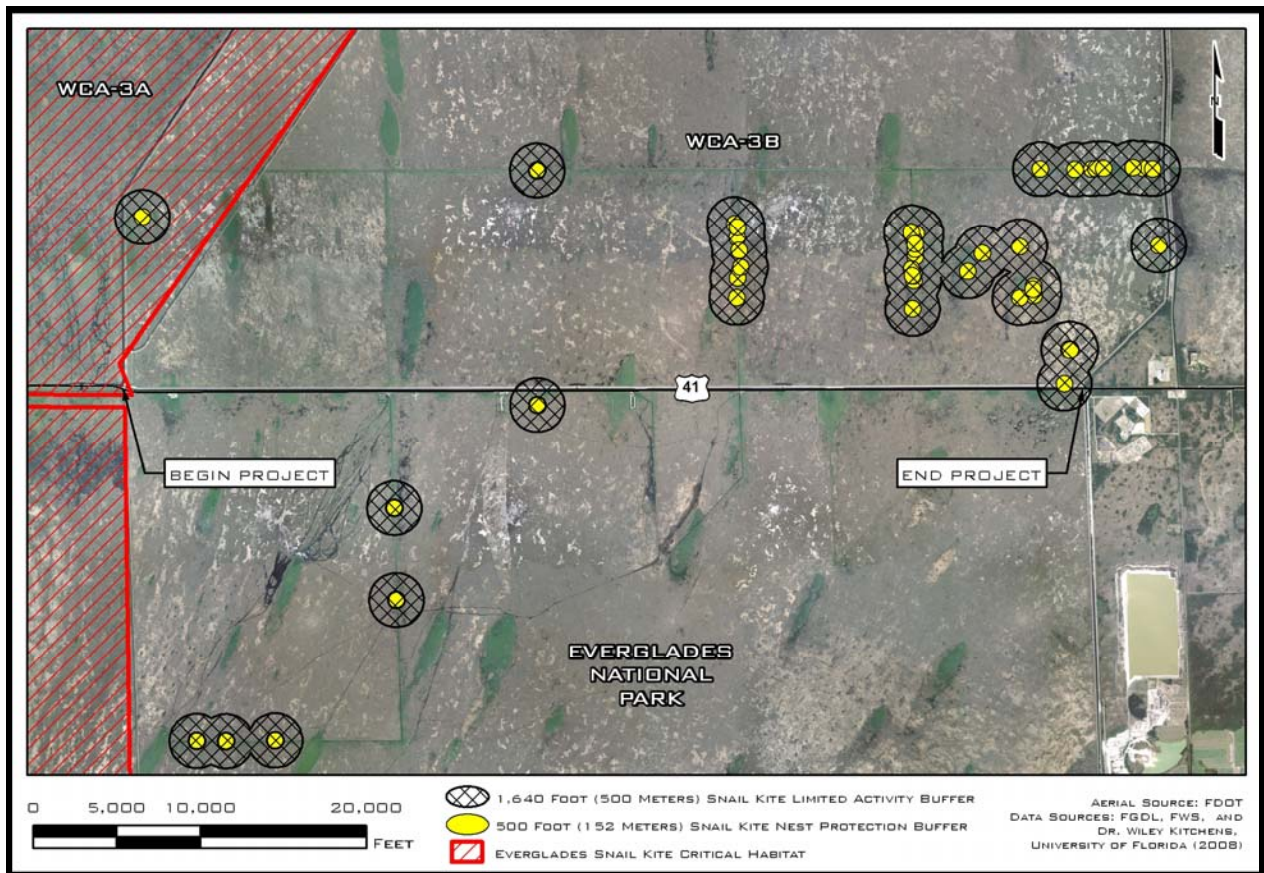 WCA-3A
N
WCA-3B
41
BEGIN PROJECT
END PROJECT
EVERGLADES
NATIONAL
PARK
0 5,000 10,000 20,000
FEET
1,640 FOOT (500 METERS) SNAIL KITE LIMITED ACTIVITY BUFFER
500 FOOT (152 METERS) SNAIL KITE NEST PROTECTION BUFFER
EVERGLADES SNAIL KITE CRITICAL HABITAT
AERIAL SOURCE: FDOT
DATA SOURCES: FGDL, FWS, AND
DR. WILEY KITCHENS,
UNIVERSITY OF FLORIDA (2008)